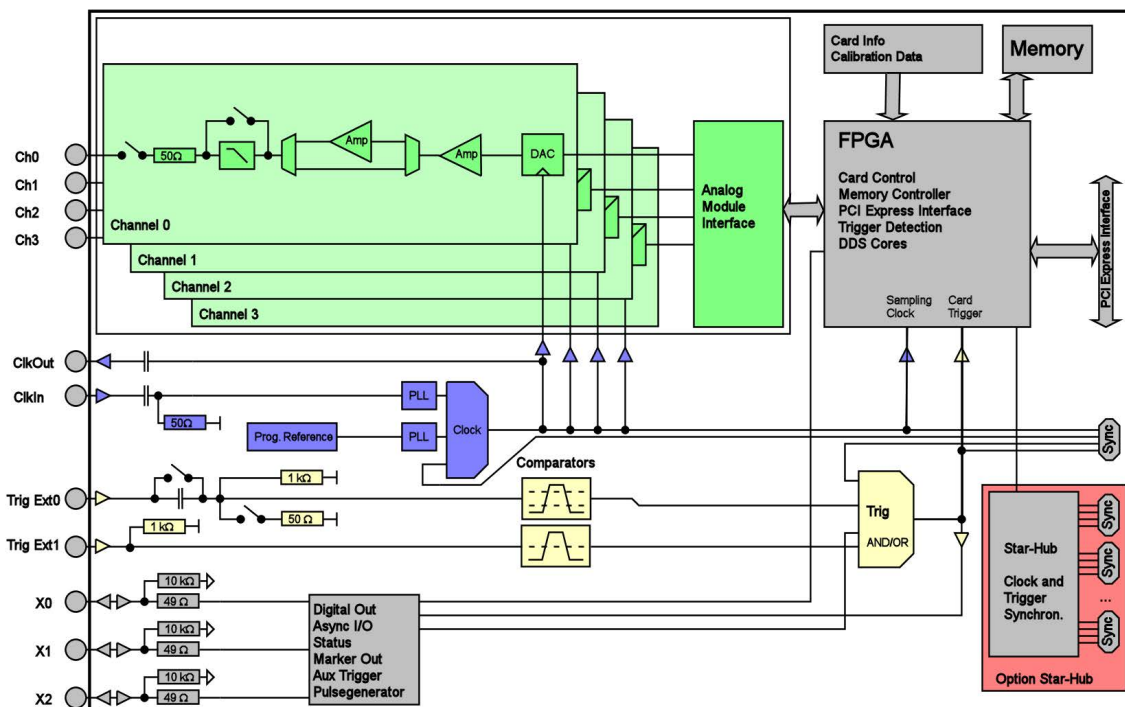 Card Info
Calibration Data
Memory
Ch0
Ch1
Ch2
Ch3
50Ω
Amp
Amp
DAC
Channel 0
Channel 1
Channel 2
Channel 3
Analog
Module
Interface
FPGA
Card Control
Memory Controller
PCI Express Interface
Trigger Detection
DDS Cores
Sampling
Clock
Card
Trigger
PCI Express Interface
ClkOut
ClkIn
50Ω
PLL
Prog. Reference
PLL
Clock
Sync
Trig Ext0
1 kΩ
50 Ω
Comparators
Trig Ext1
1 kΩ
Trig
AND/OR
X0
10 kΩ
49 Ω
X1
10 kΩ
49 Ω
X2
10 kΩ
49 Ω
Digital Out
Async I/O
Status
Marker Out
Aux Trigger
Pulsegenerator
Star-Hub
Clock and
Trigger
Synchron.
Sync
Sync
...
Sync
Option Star-Hub